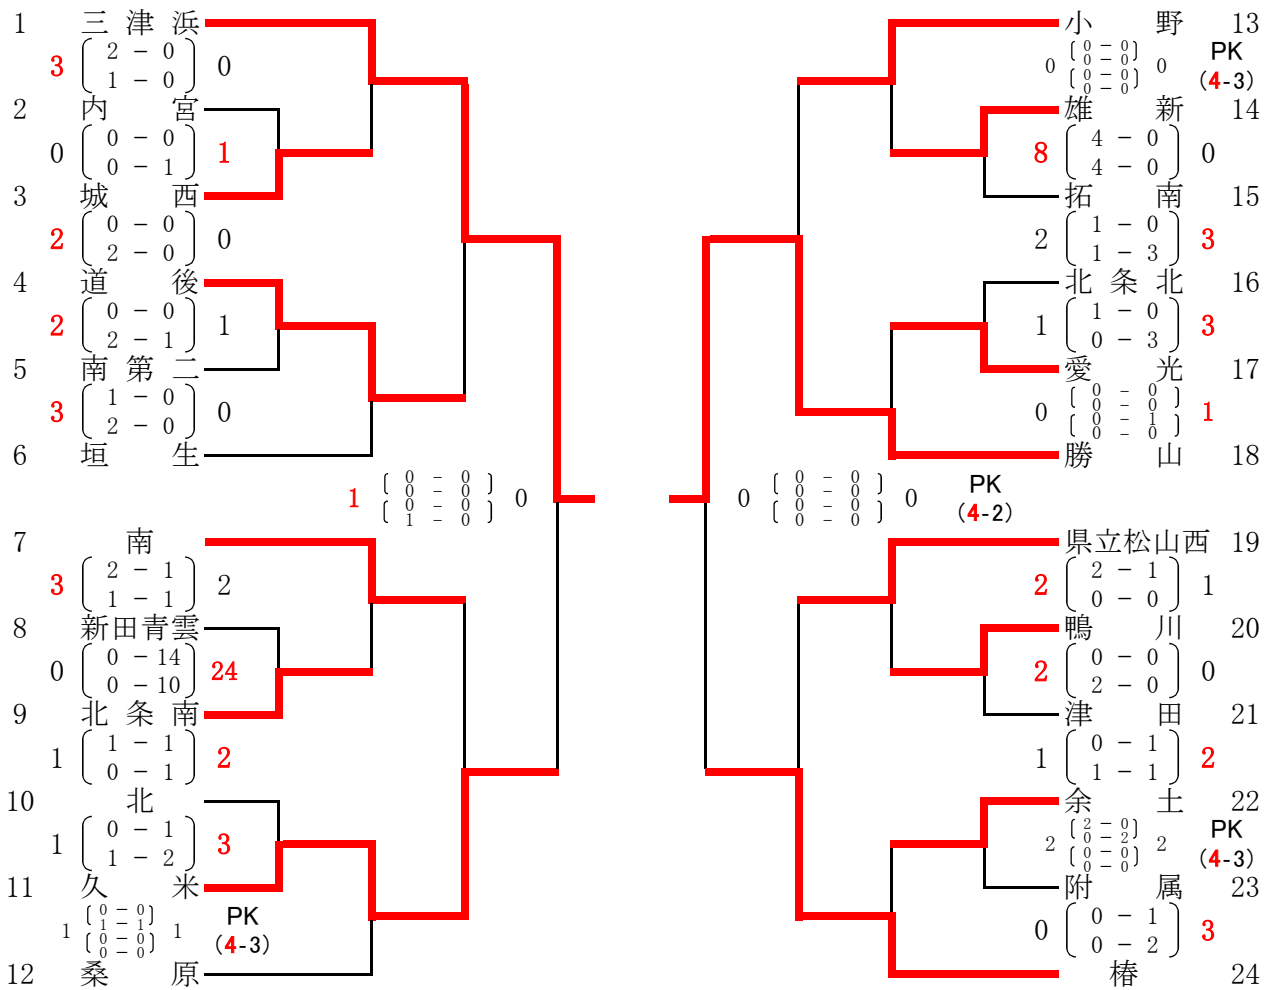 1 三津浜
3 2 - 0 0
1 - 0
2 内宮
0 0 - 0 1
0 - 1
3 城西
2 0 - 0 0
2 - 0
4 道後
2 0 - 0 1
2 - 1
5 南第二
3 1 - 0 0
2 - 0
6 垣生
1 0 - 0 0
0 - 0
0 - 0
1 - 0
7 南
3 2 - 1 2
1 - 1
8 新田青雲
0 0 - 14 24
0 - 10
9 北条南
1 1 - 1 2
0 - 1
10 北
1 0 - 1 3
1 - 2
11 久米
1 0 - 0 1 PK
1 - 1 (4-3)
0 - 0
0 - 0
12 桑原
小野 13
0 0 - 0 0 PK
0 - 0 (4-3)
0 - 0
0 - 0
雄新 14
8 4 - 0 0
4 - 0
拓南 15
2 1 - 0 3
1 - 3
北条北 16
1 1 - 0 3
0 - 3
愛光 17
0 0 - 0 1
0 - 0
0 - 1
0 - 0
勝山 18
0 0 - 0 0 PK
0 - 0 (4-2)
0 - 0
0 - 0
県立松山西 19
2 2 - 1 1
0 - 0
鴨川 20
2 0 - 0 0
2 - 0
津田 21
1 0 - 1 2
1 - 1
余土 22
2 2 - 0 2 PK
0 - 2 (4-3)
0 - 0
0 - 0
附属 23
0 0 - 1 3
0 - 2
椿 24